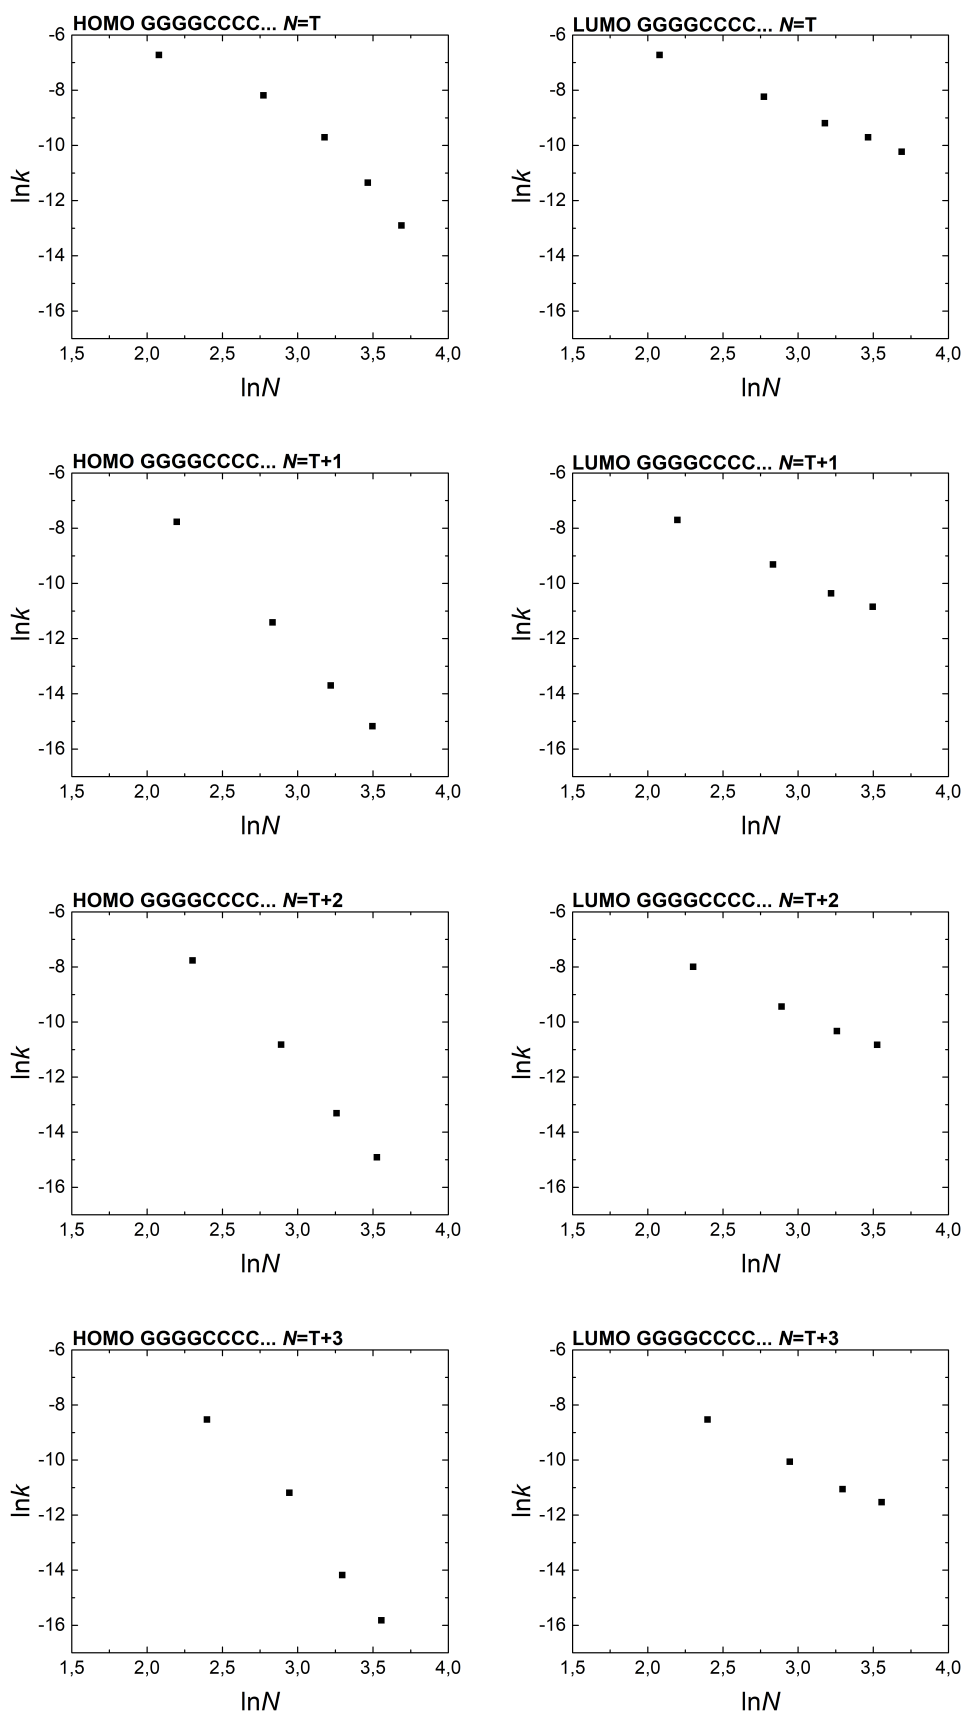 HOMO GGGGCCCC... N=T
-6
-8
-10
-12
-14
-16
lnk
1,5 2,0 2,5 3,0 3,5 4,0
lnN
LUMO GGGGCCCC... N=T
-6
-8
-10
-12
-14
-16
lnk
1,5 2,0 2,5 3,0 3,5 4,0
lnN
HOMO GGGGCCCC... N=T+1
-6
-8
-10
-12
-14
-16
lnk
1,5 2,0 2,5 3,0 3,5 4,0
lnN
LUMO GGGGCCCC... N=T+1
-6
-8
-10
-12
-14
-16
lnk
1,5 2,0 2,5 3,0 3,5 4,0
lnN
HOMO GGGGCCCC... N=T+2
-6
-8
-10
-12
-14
-16
lnk
1,5 2,0 2,5 3,0 3,5 4,0
lnN
LUMO GGGGCCCC... N=T+2
-6
-8
-10
-12
-14
-16
lnk
1,5 2,0 2,5 3,0 3,5 4,0
lnN
HOMO GGGGCCCC... N=T+3
-6
-8
-10
-12
-14
-16
lnk
1,5 2,0 2,5 3,0 3,5 4,0
lnN
LUMO GGGGCCCC... N=T+3
-6
-8
-10
-12
-14
-16
lnk
1,5 2,0 2,5 3,0 3,5 4,0
lnN